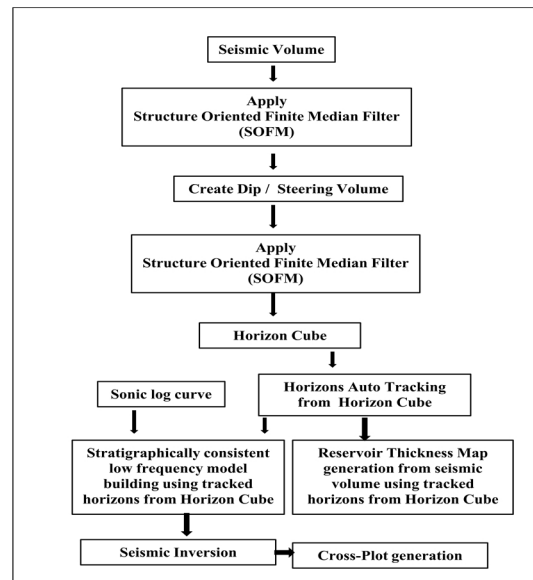 Seismic Volume
Apply
Structure Oriented Finite Median Filter
(SOFM)
Create Dip / Steering Volume
Apply
Structure Oriented Finite Median Filter
(SOFM)
Horizon Cube
Sonic log curve
Horizons Auto Tracking
from Horizon Cube
Stratigraphically consistent
low frequency model
building using tracked
horizons from Horizon Cube
Reservoir Thickness Map
generation from seismic
volume using tracked
horizons from Horizon Cube
Seismic Inversion
Cross-Plot generation